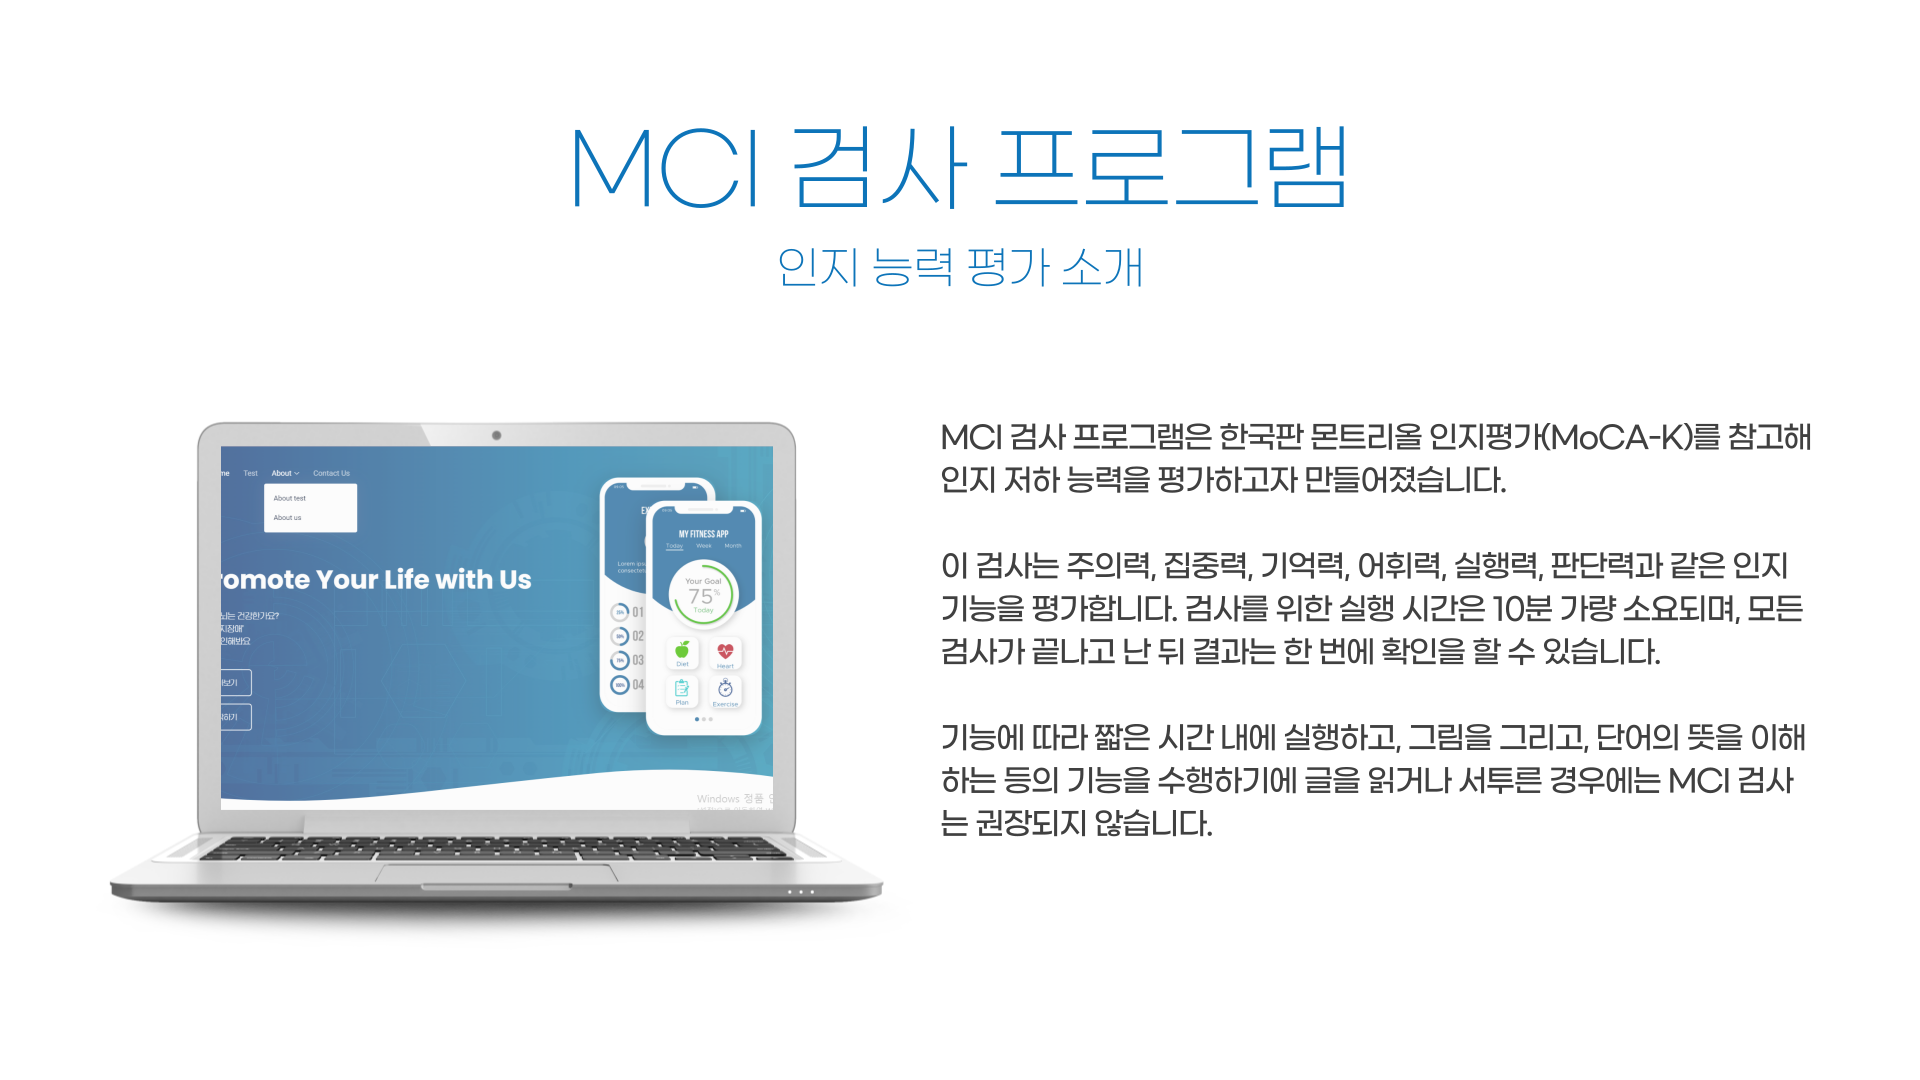 MCI 검사 프로그램
인지 능력 평가 소개
Test About Contact Us
About test
About us
Your Life with Us
건강한가요?
MY FITNESS APP
Today Week Month
Your Goal
75%
Today
25% 01
50% 02
75% 03
100% 04
Diet Heart
Plan Exercise
Windows 정품
MCI 검사 프로그램은 한국판 몬트리올 인지평가(MoCA-K)를 참고해
인지 저하 능력을 평가하고자 만들어졌습니다.
이 검사는 주의력, 집중력, 기억력, 어휘력, 실행력, 판단력과 같은 인지
기능을 평가합니다. 검사를 위한 실행 시간은 10분 가량 소요되며, 모든
검사가 끝나고 난 뒤 결과는 한 번에 확인을 할 수 있습니다.
기능에 따라 짧은 시간 내에 실행하고, 그림을 그리고, 단어의 뜻을 이해
하는 등의 기능을 수행하기에 글을 읽거나 서투른 경우에는 MCI 검사
는 권장되지 않습니다.